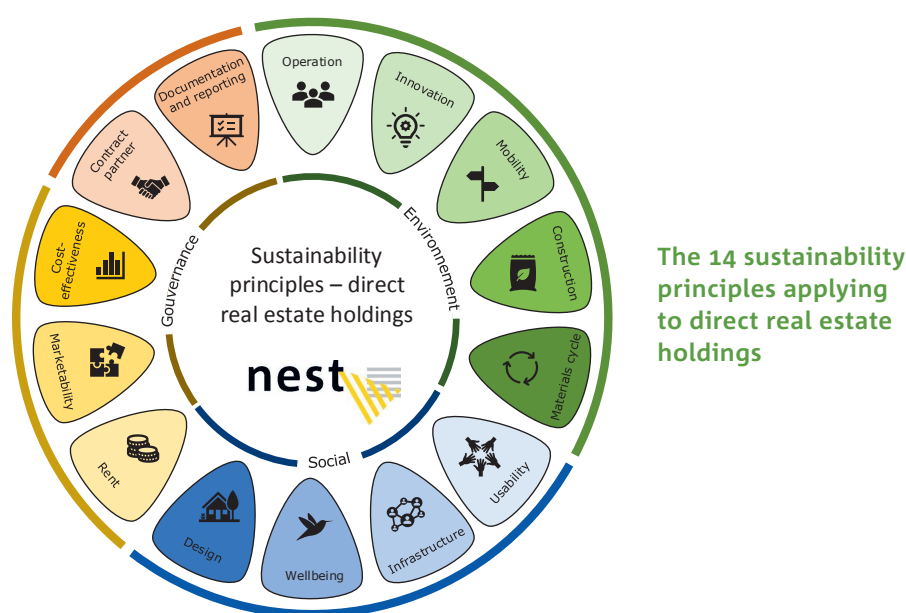 Operation
Innovation
Mobility
Construction
Materials cycle
Usability
Infrastructure
Wellbeing
Design
Rent
Marketability
Cost-
effectiveness
Contract
partner
Documentation
and reporting
Environnement
Social
Gouvernance
Sustainability
principles – direct
real estate holdings
nest
The 14 sustainability
principles applying
to direct real estate
holdings